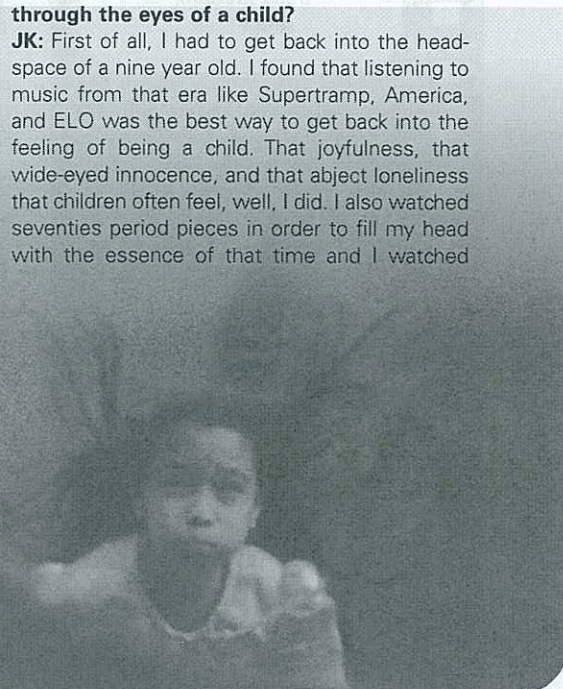 through the eyes of a child?
JK: First of all, I had to get back into the head-
space of a nine year old. I found that listening to
music from that era like Supertramp, America,
and ELO was the best way to get back into the
feeling of being a child. That joyfulness, that
wide-eyed innocence, and that abject loneliness
that children often feel, well, I did. I also watched
seventies period pieces in order to fill my head
with the essence of that time and I watched